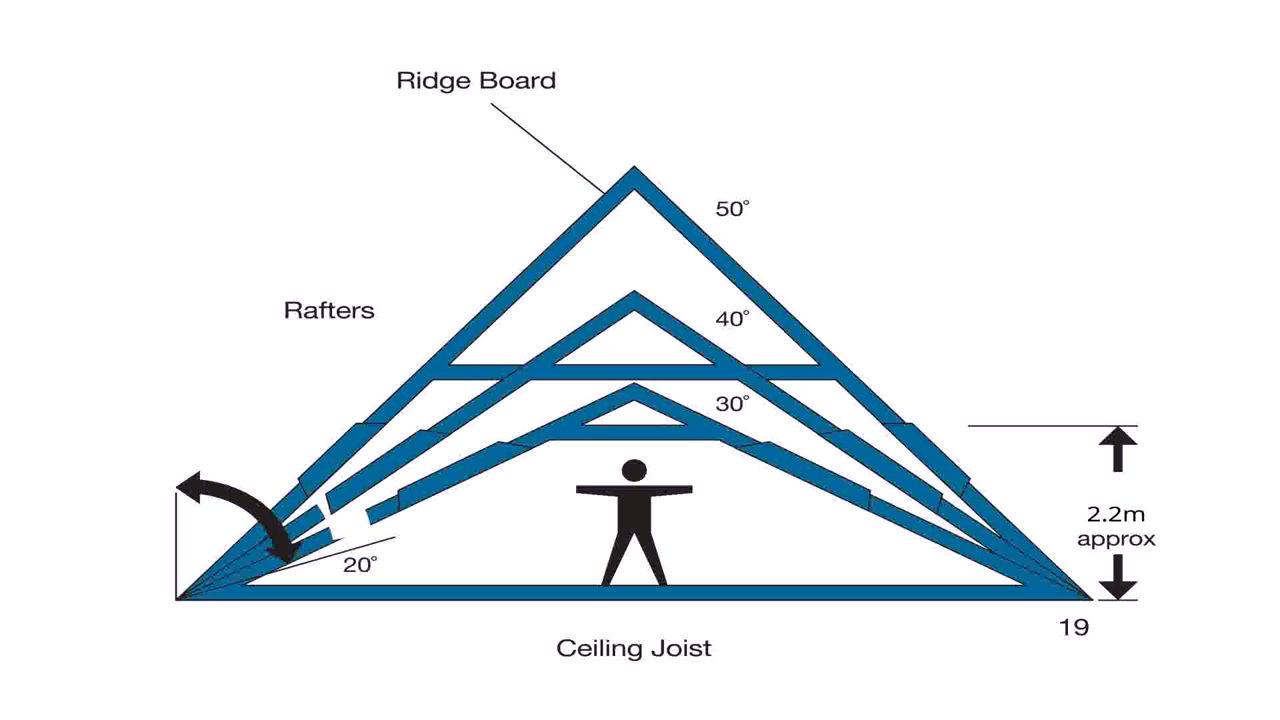 Ridge Board
50°
Rafters
40°
30°
20°
2.2m
approx
19
Ceiling Joist